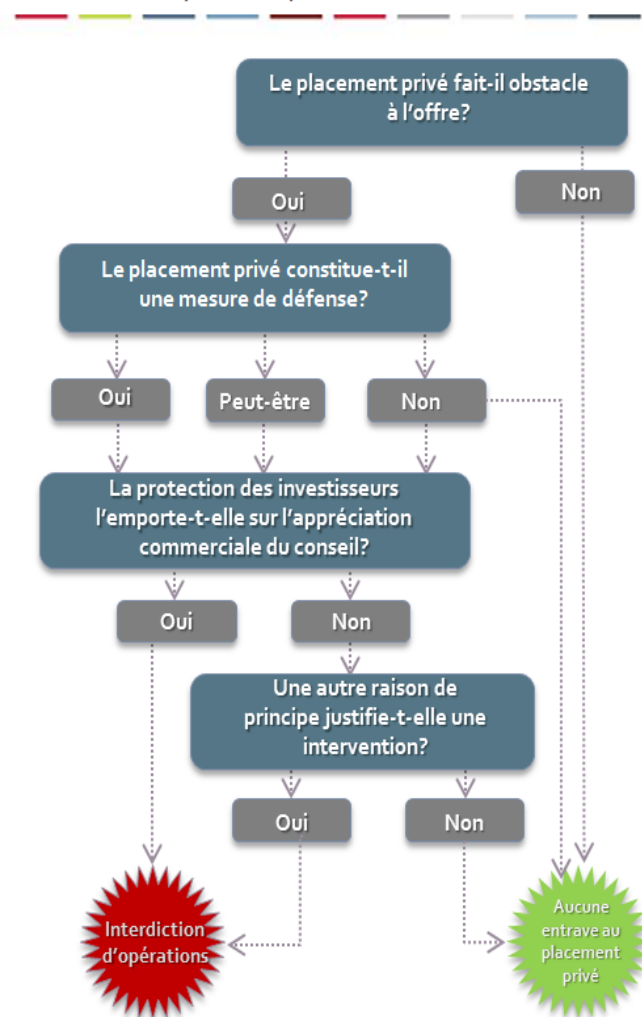 Le placement privé fait-il obstacle
à l'offre?
Oui
Non
Le placement privé constitue-t-il
une mesure de défense?
Oui
Peut-être
Non
La protection des investisseurs
l'emporte-t-elle sur l'appréciation
commerciale du conseil?
Oui
Non
Une autre raison de
principe justifie-t-elle une
intervention?
Oui
Non
Interdiction
d'opérations
Aucune
entrave au
placement
privé